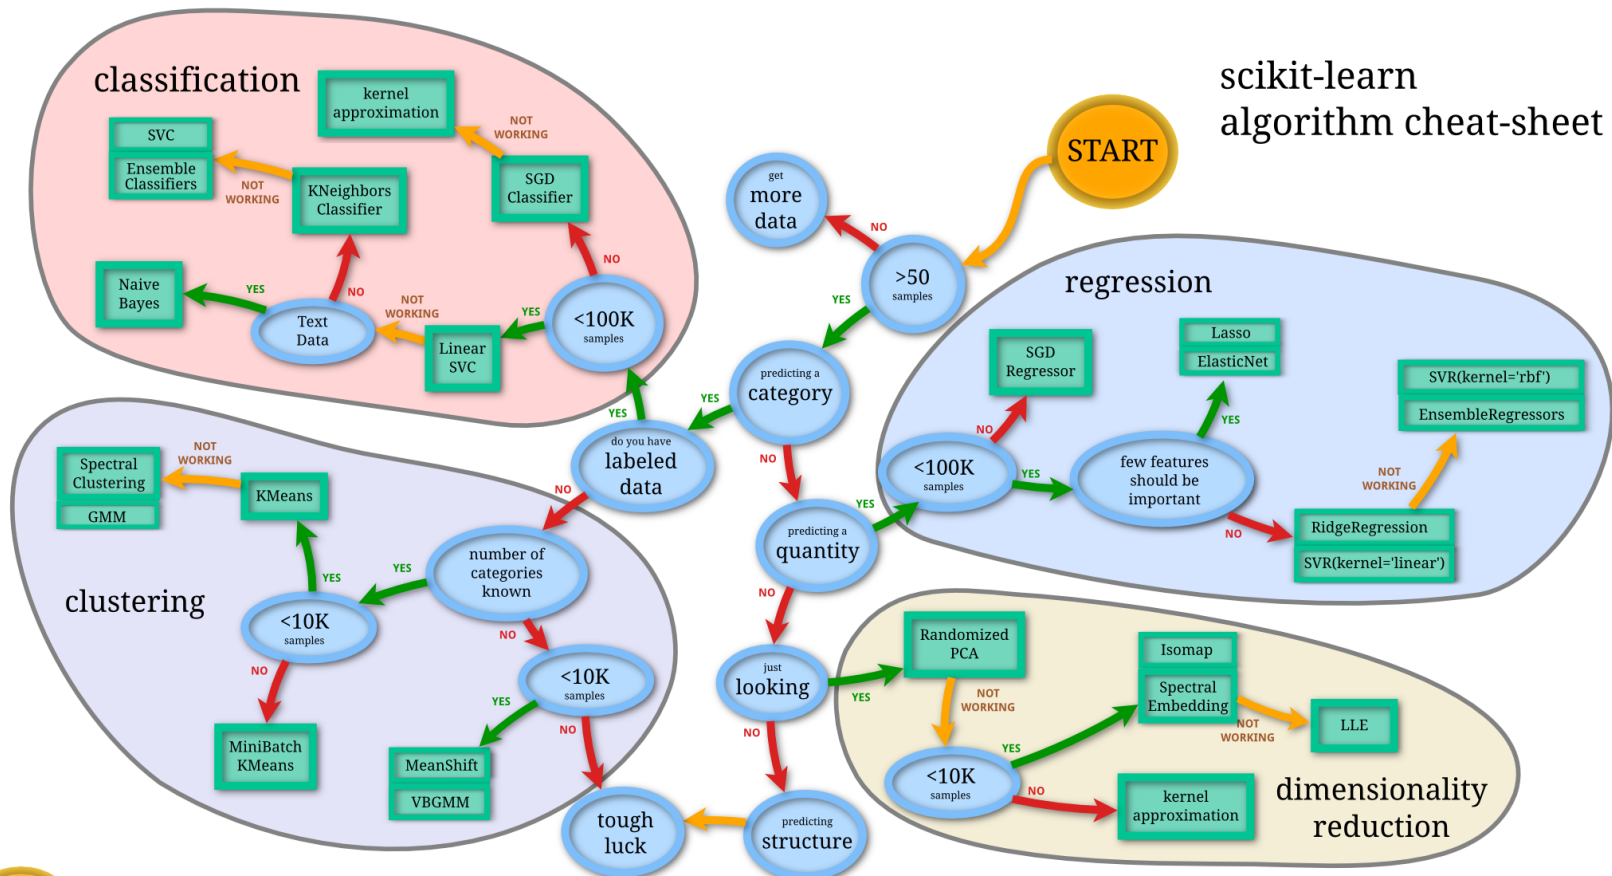 scikit-learn
algorithm cheat-sheet
START
classification
kernel
approximation
NOT
WORKING
SVC
Ensemble
Classifiers
NOT
WORKING
KNeighbors
Classifier
SGD
Classifier
NO
Naive
Bayes
YES
Text
Data
NO
NOT
WORKING
Linear
SVC
YES
<100K
samples
YES
get
more
data
NO
>50
samples
YES
predicting a
category
YES
do you have
labeled
data
NO
NO
predicting a
quantity
YES
NO
just
looking
YES
NO
predicting
structure
tough
luck
regression
SGD
Regressor
NO
<100K
samples
YES
few features
should be
important
YES
Lasso
ElasticNet
NO
RidgeRegression
SVR(kernel='linear')
NOT
WORKING
SVR(kernel='rbf')
EnsembleRegressors
clustering
Spectral
Clustering
GMM
NOT
WORKING
KMeans
YES
<10K
samples
YES
number of
categories
known
NO
NO
MiniBatch
KMeans
<10K
samples
YES
NO
MeanShift
VBGMM
Randomized
PCA
NOT
WORKING
<10K
samples
YES
Isomap
Spectral
Embedding
NOT
WORKING
LLE
NO
kernel
approximation
dimensionality
reduction